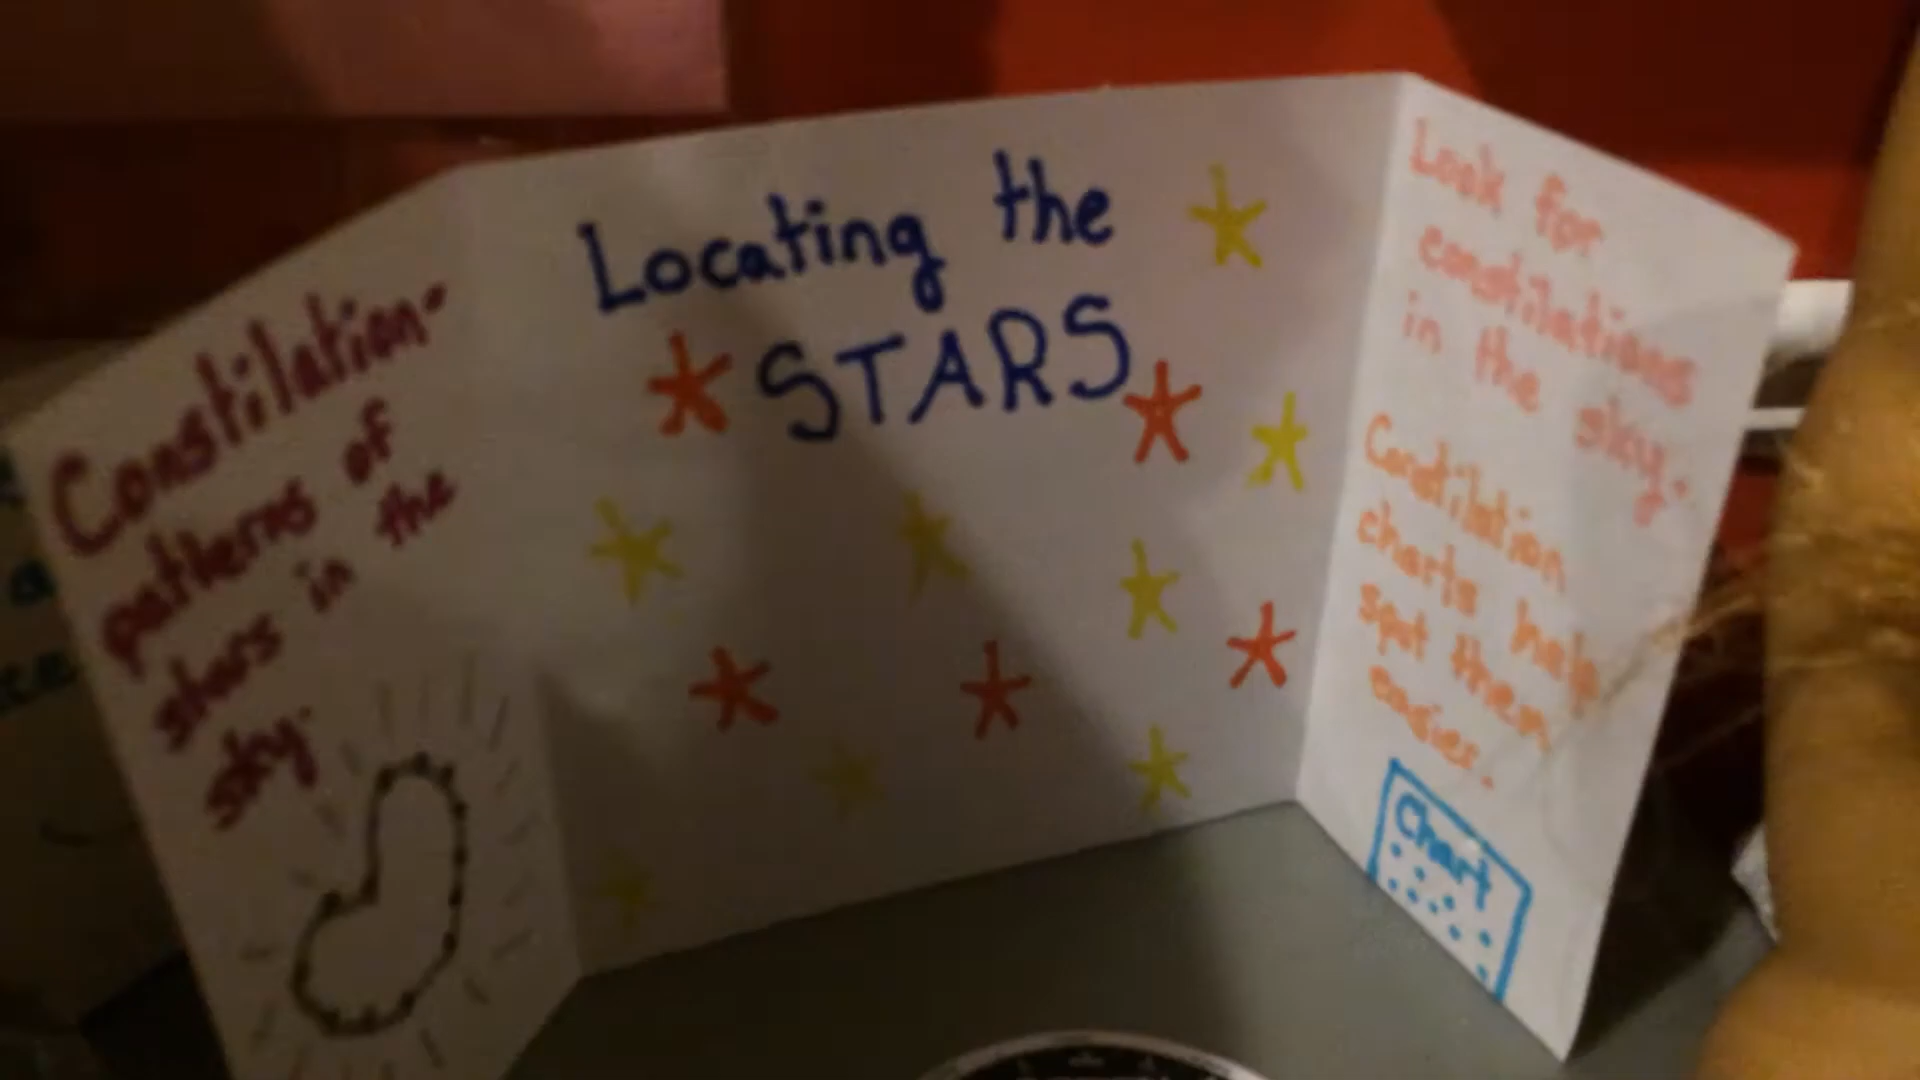 Constilation-
patterns of
stars in the
sky.
Locating the
STARS
Look for
constilations
in the sky.
Constilation
charts help
spot them
easier.
Chart